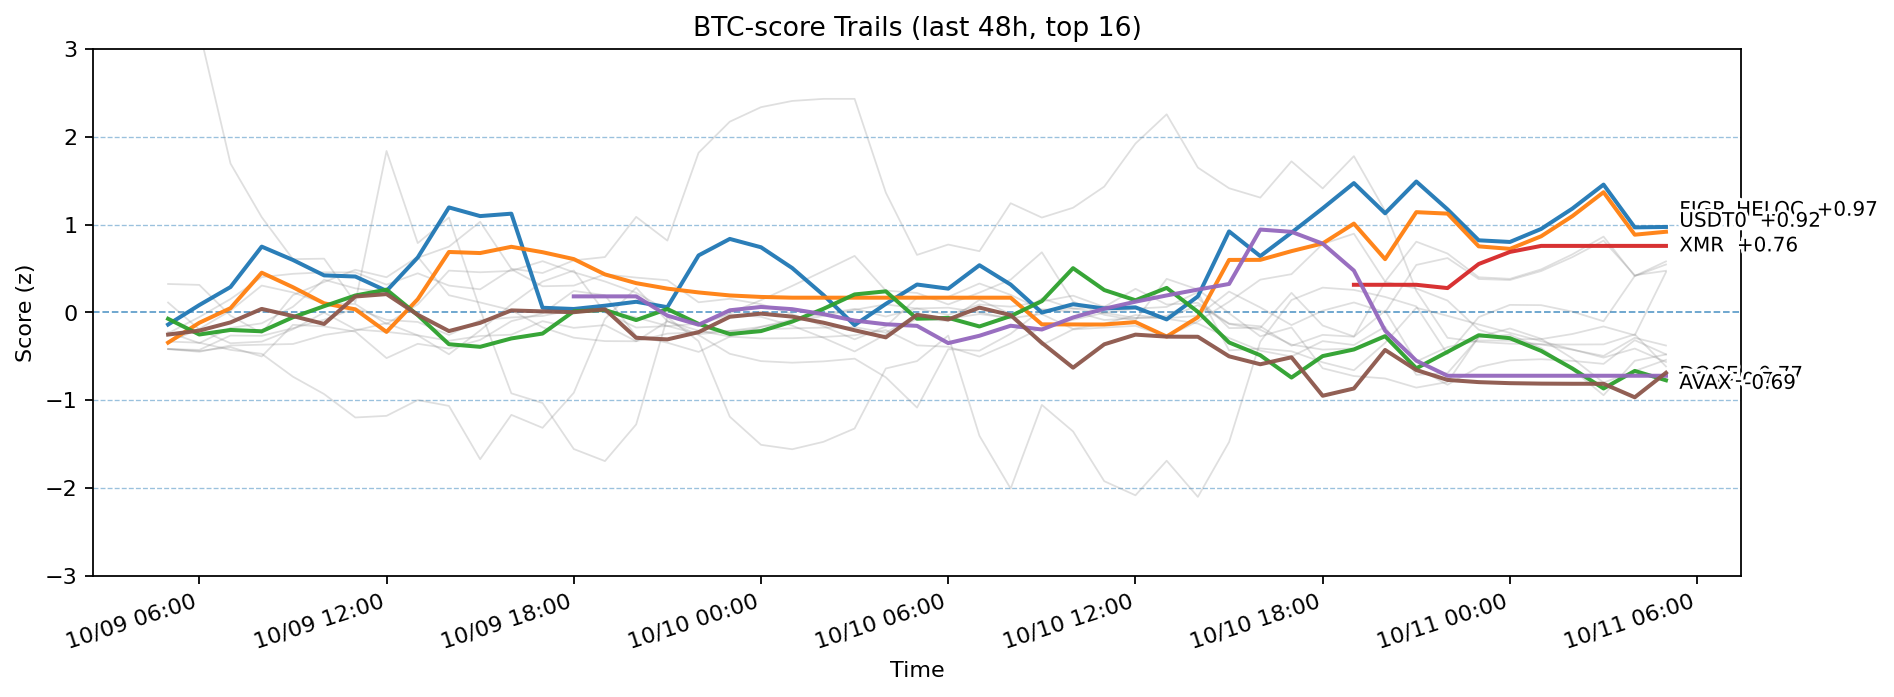 BTC-score Trails (last 48h, top 16)
Score (z)
3
2
1
0
−1
−2
−3
FIGR_HELOC +0.97
USDT0 +0.92
XMR +0.76
AVAX -0.69
10/09 06:00
10/09 12:00
10/09 18:00
10/10 00:00
10/10 06:00
10/10 12:00
10/10 18:00
10/11 00:00
10/11 06:00
Time